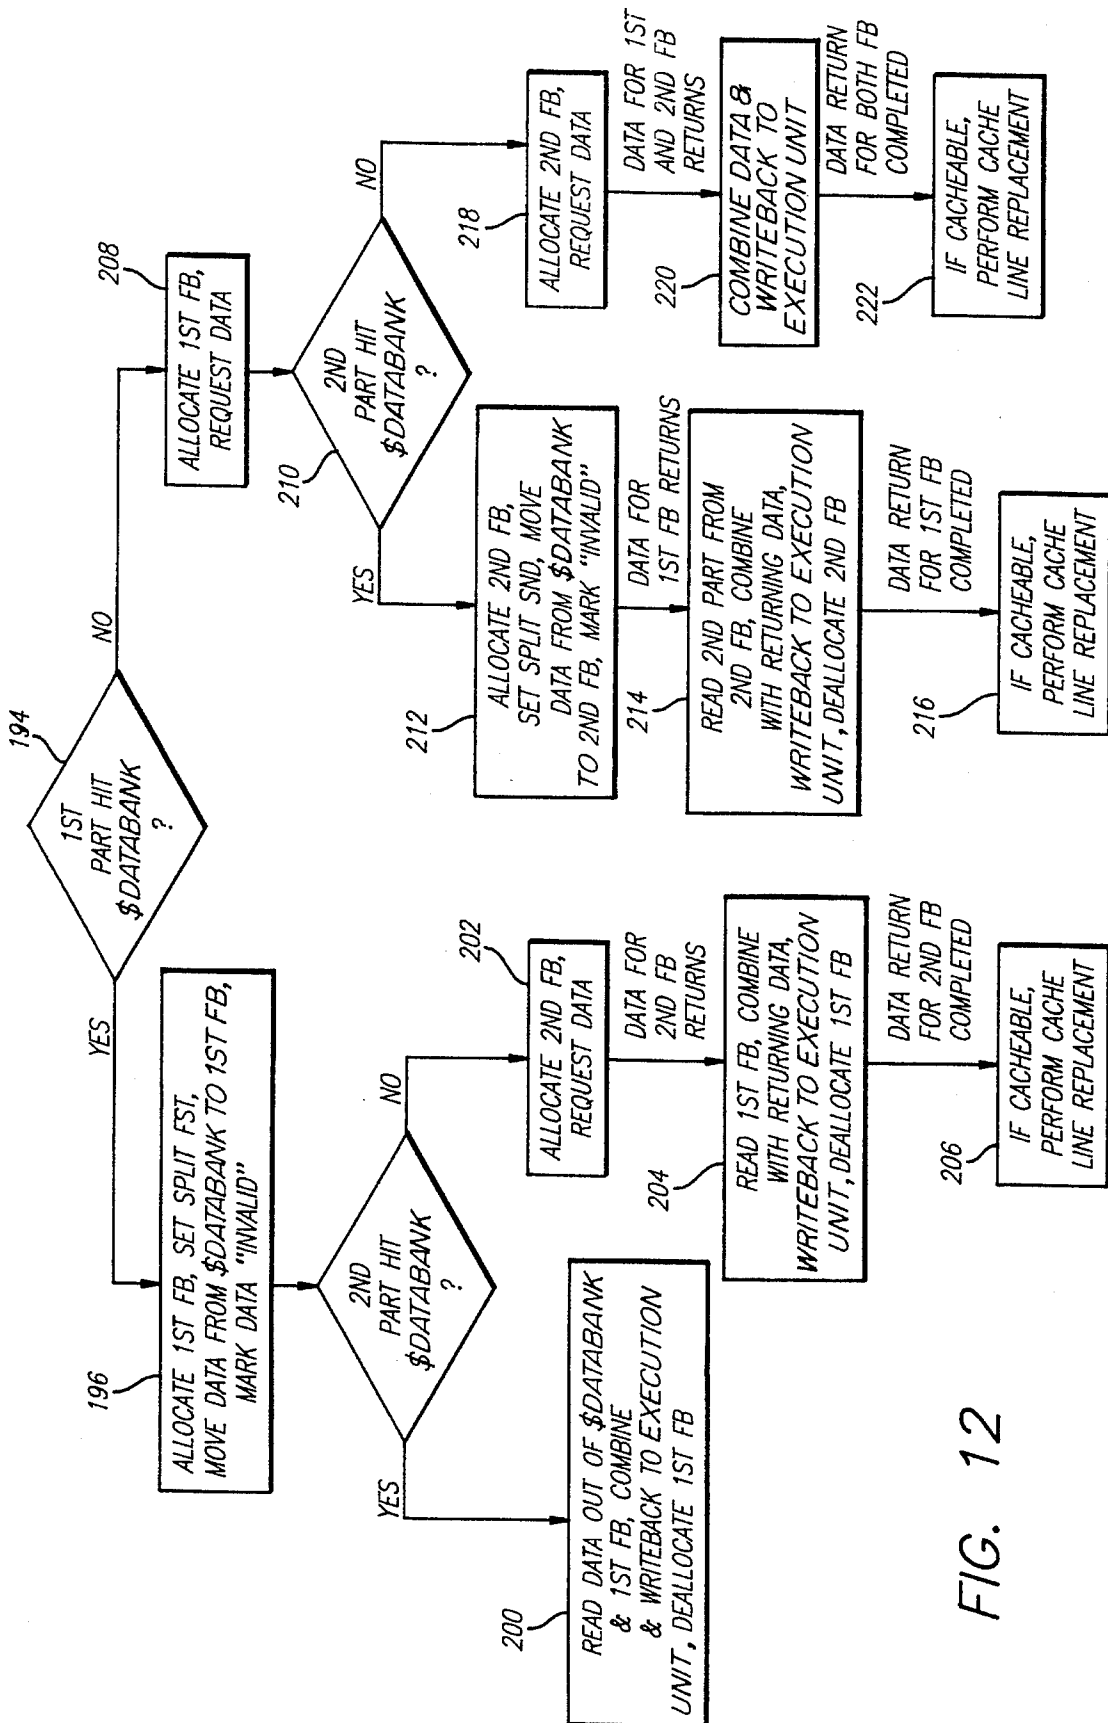 194
1ST
PART HIT
$DATABANK
?
YES
NO
196
ALLOCATE 1ST FB, SET SPLIT FST,
MOVE DATA FROM $DATABANK TO 1ST FB,
MARK DATA "INVALID"
208
ALLOCATE 1ST FB,
REQUEST DATA
2ND
PART HIT
$DATABANK
?
YES
NO
210
2ND
PART HIT
$DATABANK
?
YES
NO
200
READ DATA OUT OF $DATABANK
& 1ST FB, COMBINE
& WRITEBACK TO EXECUTION
UNIT, DEALLOCATE 1ST FB
202
ALLOCATE 2ND FB,
REQUEST DATA
DATA FOR
2ND FB
RETURNS
204
READ 1ST FB, COMBINE
WITH RETURNING DATA,
WRITEBACK TO EXECUTION
UNIT, DEALLOCATE 1ST FB
DATA RETURN
FOR 2ND FB
COMPLETED
206
IF CACHEABLE,
PERFORM CACHE
LINE REPLACEMENT
212
ALLOCATE 2ND FB,
SET SPLIT SND, MOVE
DATA FROM $DATABANK
TO 2ND FB, MARK "INVALID"
DATA FOR
1ST FB RETURNS
214
READ 2ND PART FROM
2ND FB, COMBINE
WITH RETURNING DATA,
WRITEBACK TO EXECUTION
UNIT, DEALLOCATE 2ND FB
DATA RETURN
FOR 1ST FB
COMPLETED
216
IF CACHEABLE,
PERFORM CACHE
LINE REPLACEMENT
218
ALLOCATE 2ND FB,
REQUEST DATA
DATA FOR 1ST
AND 2ND FB
RETURNS
220
COMBINE DATA &
WRITEBACK TO
EXECUTION UNIT
DATA RETURN
FOR BOTH FB
COMPLETED
222
IF CACHEABLE,
PERFORM CACHE
LINE REPLACEMENT
FIG. 12